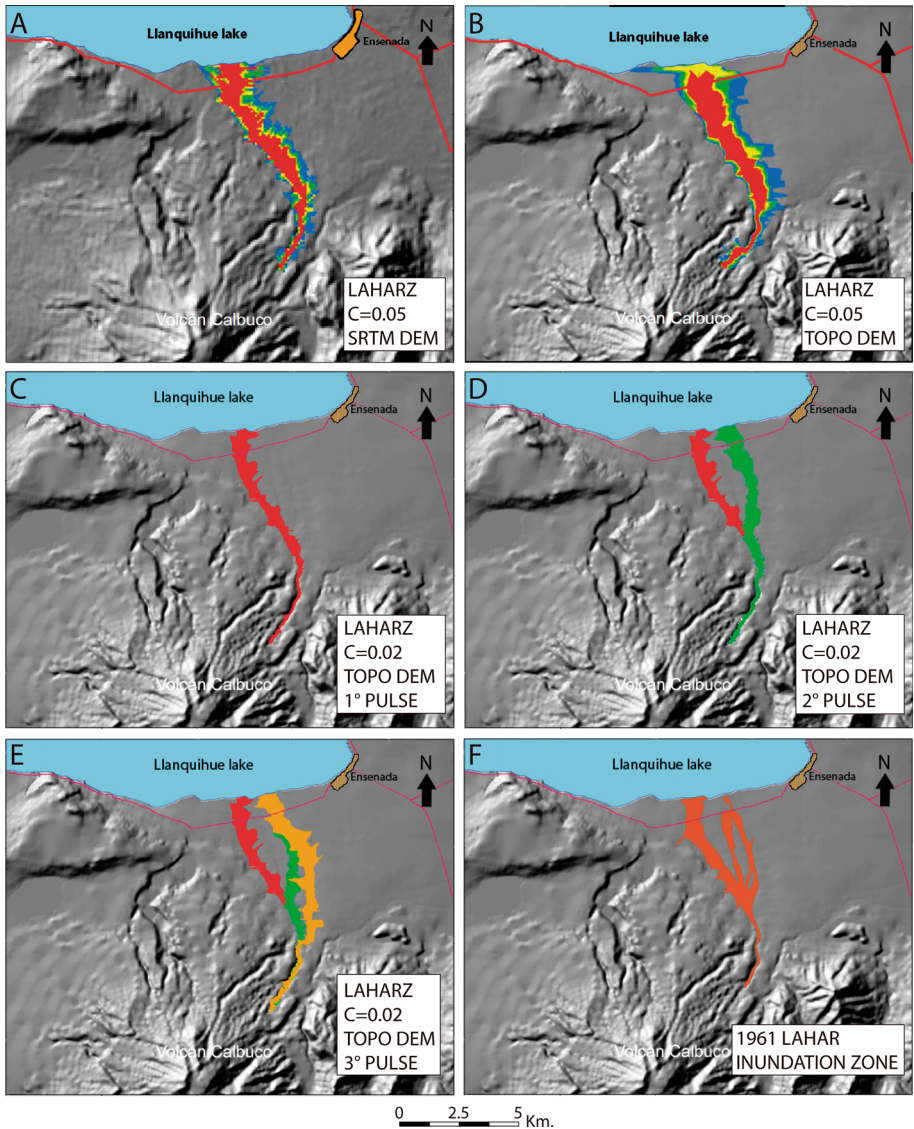 A
Llanquihue lake
N
Ensenada
Volcan Calbuco
LAHARZ
C=0.05
SRTM DEM
B
Llanquihue lake
N
Ensenada
Volcan Calbuco
LAHARZ
C=0.05
TOPO DEM
C
Llanquihue lake
N
Ensenada
Volcan Calbuco
LAHARZ
C=0.02
TOPO DEM
1° PULSE
D
Llanquihue lake
N
Ensenada
Volcan Calbuco
LAHARZ
C=0.02
TOPO DEM
2° PULSE
E
Llanquihue lake
N
Ensenada
Volcan Calbuco
LAHARZ
C=0.02
TOPO DEM
3° PULSE
F
Llanquihue lake
N
Ensenada
Volcan Calbuco
1961 LAHAR
INUNDATION ZONE
0 2.5 5 Km.